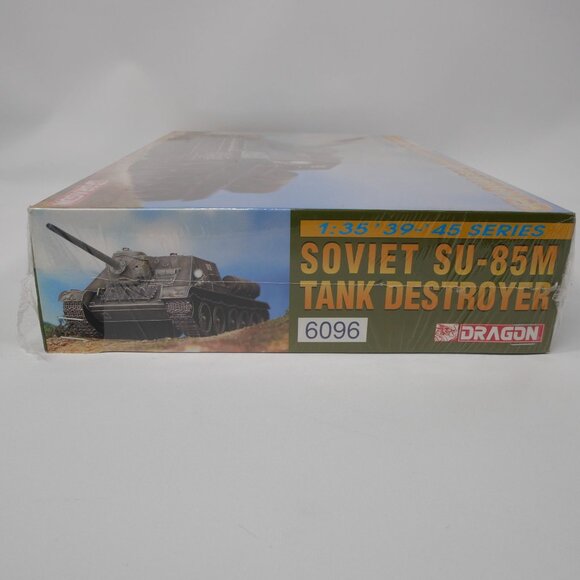 1:35 '39-'45 SERIES
SOVIET SU-85M
TANK DESTROYER
6096
DRAGON